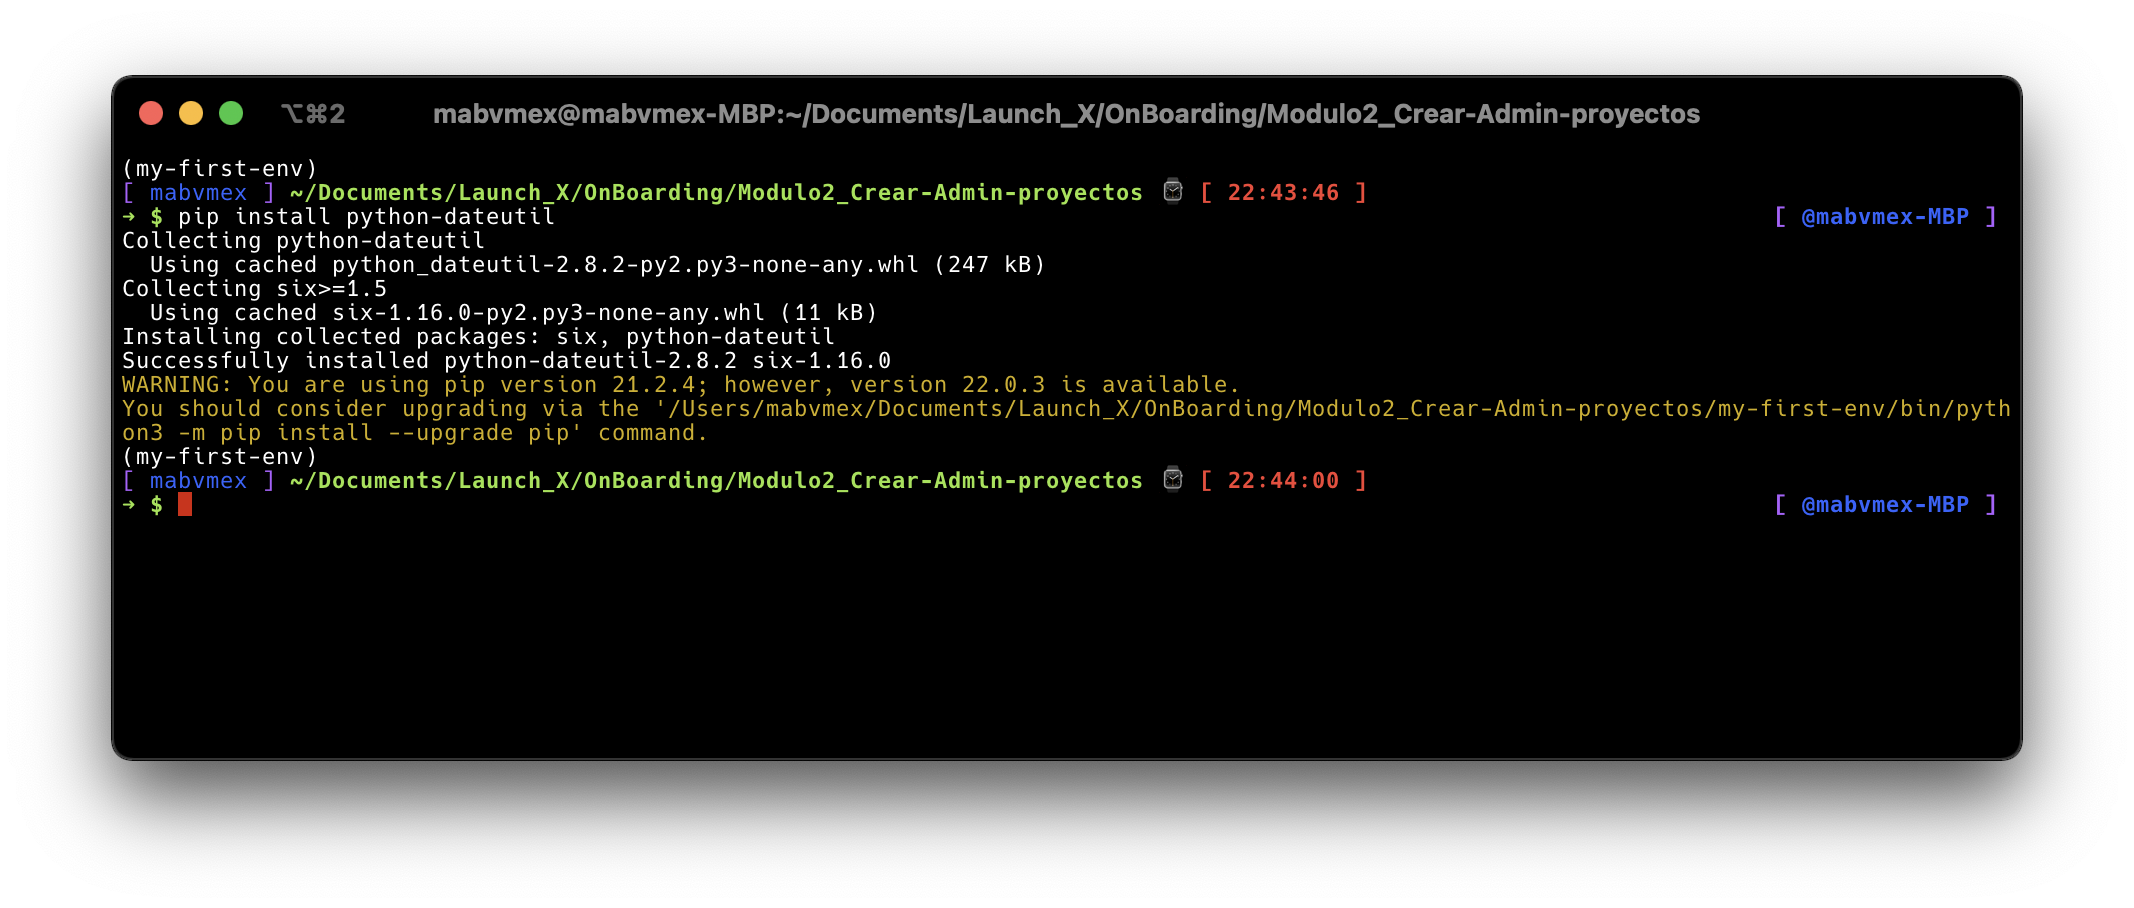 ⌥⌘2 mabvmex@mabvmex-MBP:~/Documents/Launch_X/OnBoarding/Modulo2_Crear-Admin-proyectos
(my-first-env)
[ mabvmex ] ~/Documents/Launch_X/OnBoarding/Modulo2_Crear-Admin-proyectos ⌚ [ 22:43:46 ]
→ $ pip install python-dateutil [ @mabvmex-MBP ]
Collecting python-dateutil
  Using cached python_dateutil-2.8.2-py2.py3-none-any.whl (247 kB)
Collecting six>=1.5
  Using cached six-1.16.0-py2.py3-none-any.whl (11 kB)
Installing collected packages: six, python-dateutil
Successfully installed python-dateutil-2.8.2 six-1.16.0
WARNING: You are using pip version 21.2.4; however, version 22.0.3 is available.
You should consider upgrading via the '/Users/mabvmex/Documents/Launch_X/OnBoarding/Modulo2_Crear-Admin-proyectos/my-first-env/bin/pyth
on3 -m pip install --upgrade pip' command.
(my-first-env)
[ mabvmex ] ~/Documents/Launch_X/OnBoarding/Modulo2_Crear-Admin-proyectos ⌚ [ 22:44:00 ]
→ $ [ @mabvmex-MBP ]